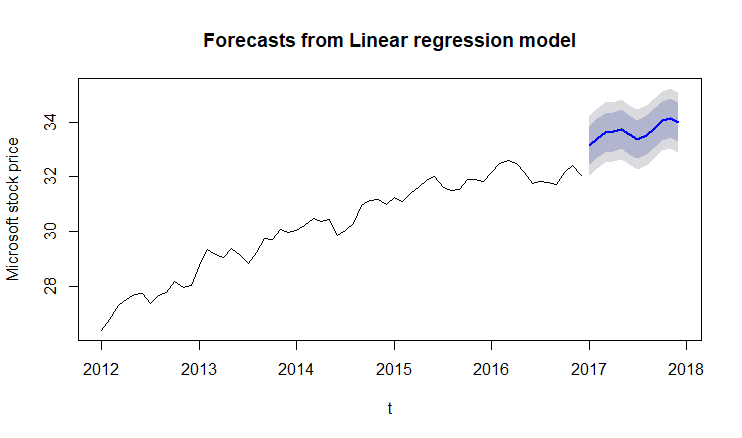 Forecasts from Linear regression model
Microsoft stock price
34
32
30
28
2012 2013 2014 2015 2016 2017 2018
t